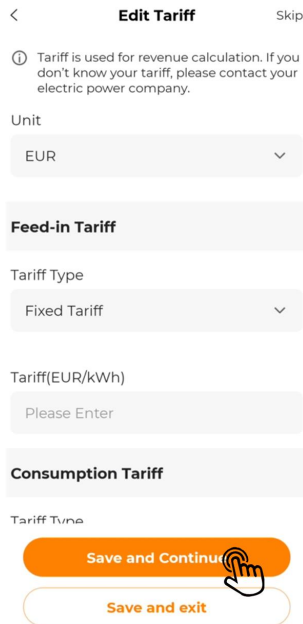 Edit Tariff
Skip
Tariff is used for revenue calculation. If you
don't know your tariff, please contact your
electric power company.
Unit
EUR
Feed-in Tariff
Tariff Type
Fixed Tariff
Tariff(EUR/kWh)
Please Enter
Consumption Tariff
Tariff Type
Save and Continue
Save and exit